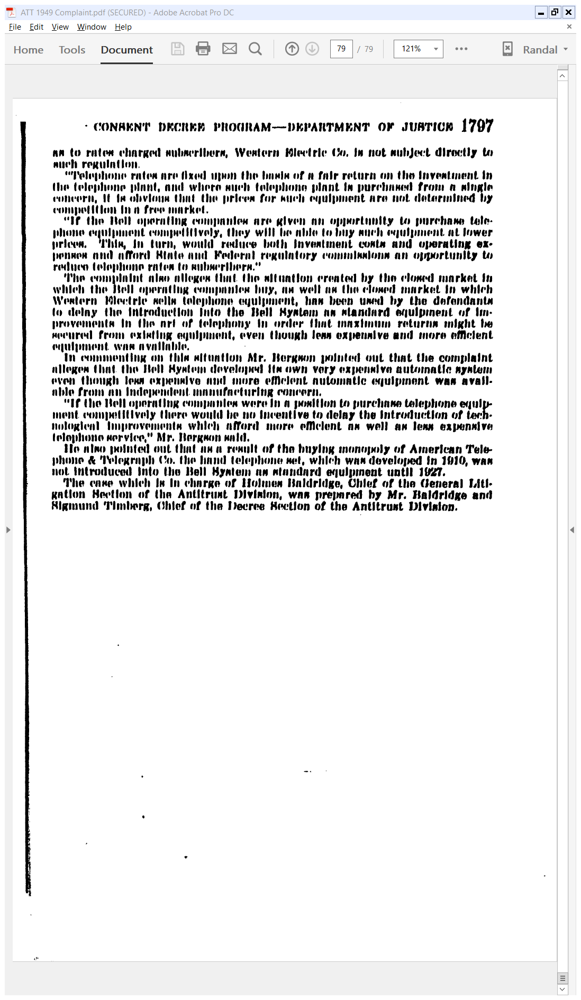 ATT 1949 Complaint.pdf (SECURED) - Adobe Acrobat Pro DC
File Edit View Window Help
Home Tools Document 79 / 79 121% Randal
CONSENT DECREE PROGRAM—DEPARTMENT OF JUSTICE 1797
as to rates charged subscribers, Western Electric Co. is not subject directly to
such regulation.
"Telephone rates are fixed upon the basis of a fair return on the investment in
the telephone plant, and where such telephone plant is purchased from a single
concern, it is obvious that the prices for such equipment are not determined by
competition in a free market.
"If the Bell operating companies are given an opportunity to purchase tele-
phone equipment competitively, they will be able to buy such equipment at lower
prices. This, in turn, would reduce both investment costs and operating ex-
penses and afford State and Federal regulatory commissions an opportunity to
reduce telephone rates to subscribers."
The complaint also alleges that the situation created by the closed market in
which the Bell operating companies buy, as well as the closed market in which
Western Electric sells telephone equipment, has been used by the defendants
to delay the introduction into the Bell System as standard equipment of im-
provements in the art of telephony in order that maximum returns might be
secured from existing equipment, even though less expensive and more efficient
equipment was available.
In commenting on this situation Mr. Bergson pointed out that the complaint
alleges that the Bell System developed its own very expensive automatic system
even though less expensive and more efficient automatic equipment was avail-
able from an independent manufacturing concern.
"If the Bell operating companies were in a position to purchase telephone equip-
ment competitively there would be no incentive to delay the introduction of tech-
nological improvements which afford more efficient as well as less expensive
telephone service," Mr. Bergson said.
He also pointed out that as a result of the buying monopoly of American Tele-
phone & Telegraph Co. the hand telephone set, which was developed in 1910, was
not introduced into the Bell System as standard equipment until 1927.
The case which is in charge of Holmes Baldridge, Chief of the General Liti-
gation Section of the Antitrust Division, was prepared by Mr. Baldridge and
Sigmund Timberg, Chief of the Decree Section of the Antitrust Division.